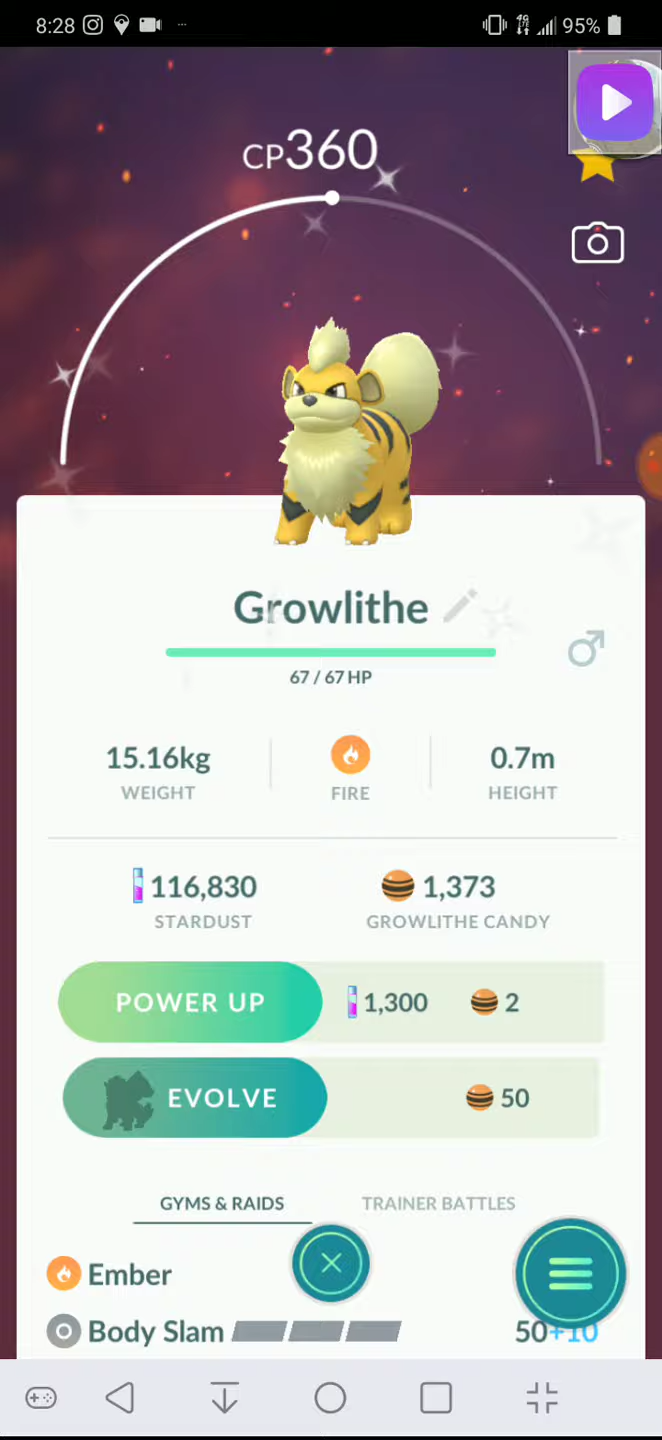 8:28 95%
CP360
Growlithe
67 / 67 HP
15.16kg 0.7m
WEIGHT FIRE HEIGHT
116,830 1,373
STARDUST GROWLITHE CANDY
POWER UP 1,300 2
EVOLVE 50
GYMS & RAIDS TRAINER BATTLES
Ember
Body Slam 50+10